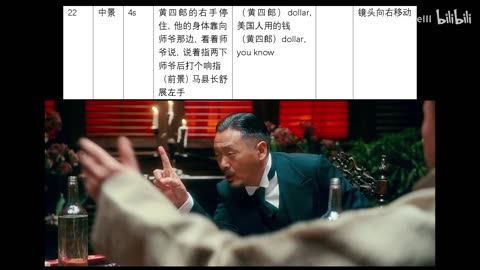 22
中景
4s
黄四郎的右手停
住，他的身体靠向
师爷那边，看着师
爷说，说着指两下
师爷后打个响指
（前景）马县长舒
展左手
（黄四郎）dollar,
美国人用的钱
（黄四郎）dollar,
you know
镜头向右移动
bilibili